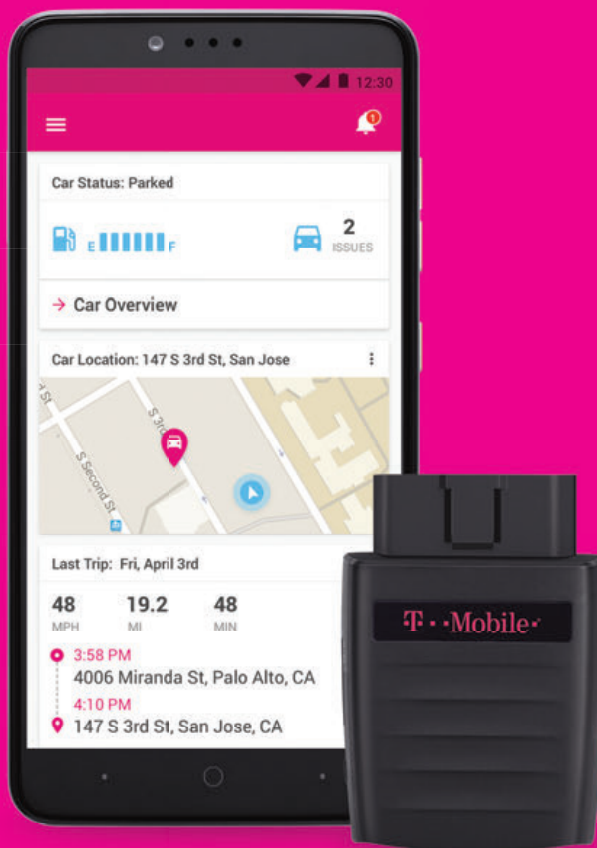 12:30
1
Car Status: Parked
E F
2
ISSUES
→ Car Overview
Car Location: 147 S 3rd St, San Jose
St
S 3rd
S Second St
Last Trip: Fri, April 3rd
48 19.2 48
MPH MI MIN
3:58 PM
4006 Miranda St, Palo Alto, CA
4:10 PM
147 S 3rd St, San Jose, CA
T··Mobile·